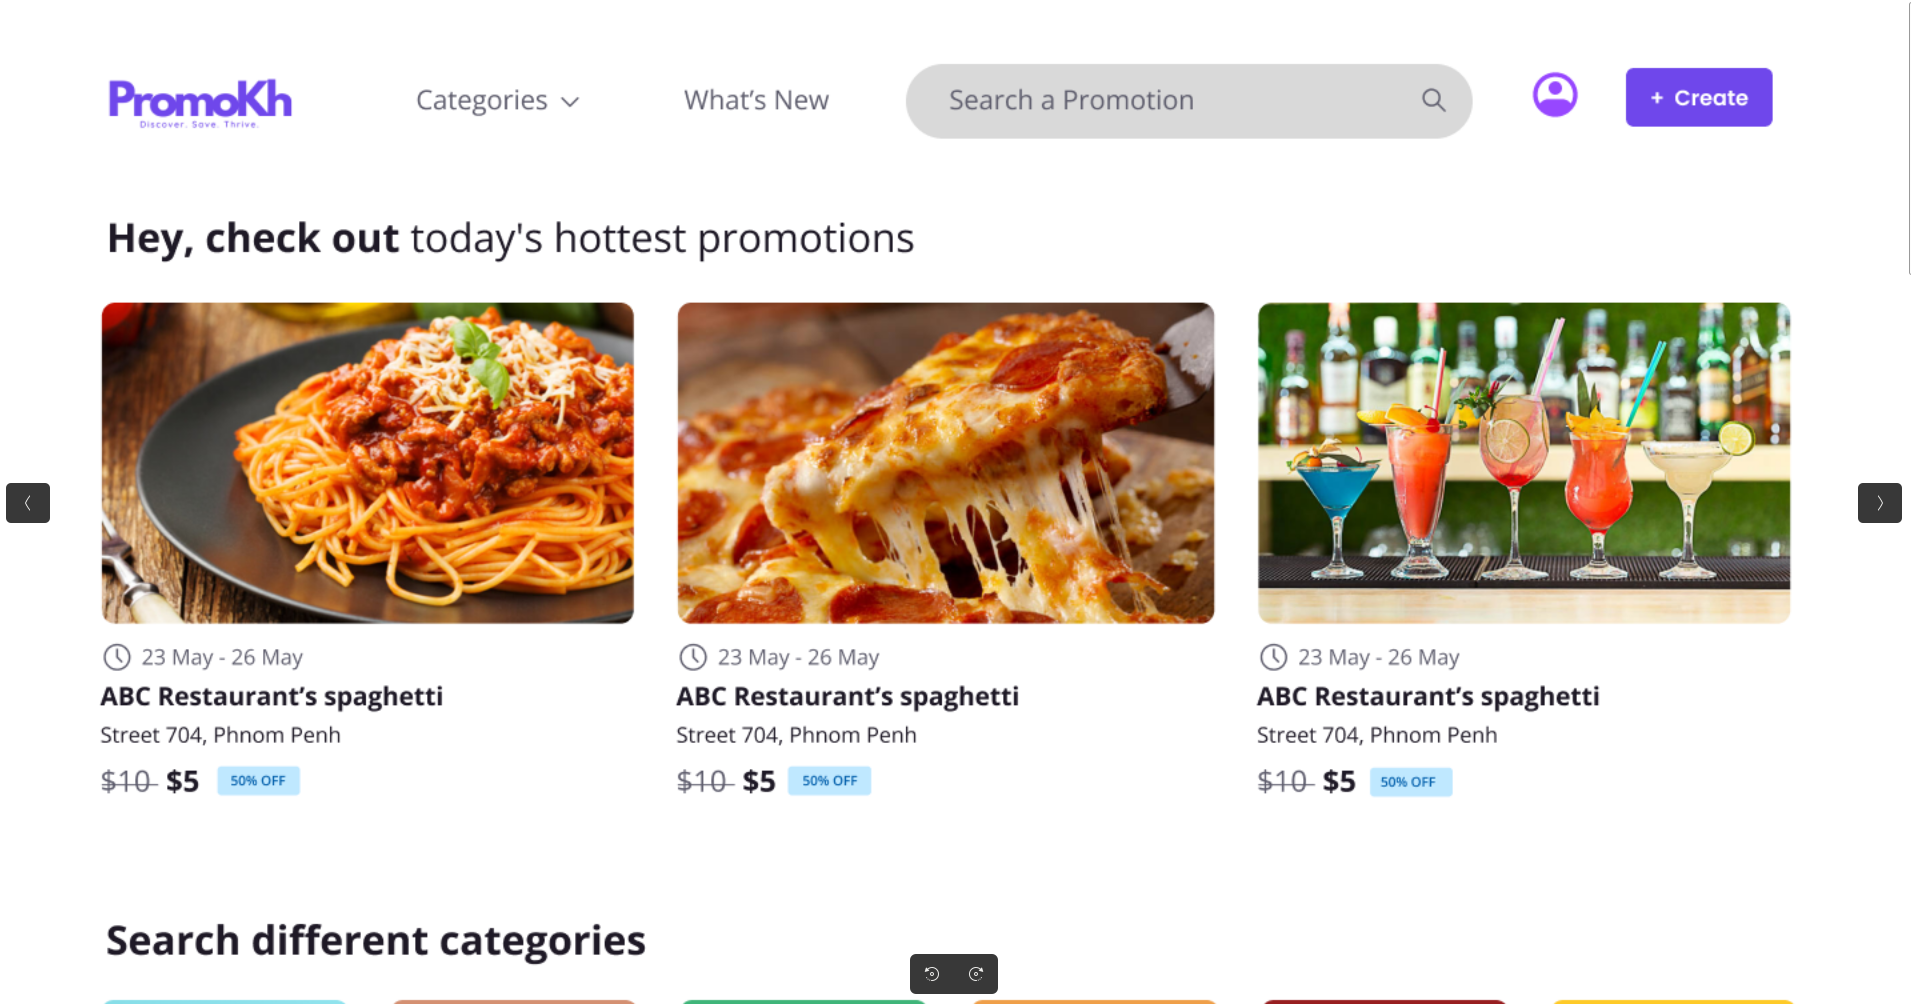 PromoKh
Discover. Save. Thrive.
Categories
What's New
Search a Promotion
+ Create
Hey, check out today's hottest promotions
23 May - 26 May
ABC Restaurant's spaghetti
Street 704, Phnom Penh
$10 $5 50% OFF
23 May - 26 May
ABC Restaurant's spaghetti
Street 704, Phnom Penh
$10 $5 50% OFF
23 May - 26 May
ABC Restaurant's spaghetti
Street 704, Phnom Penh
$10 $5 50% OFF
Search different categories